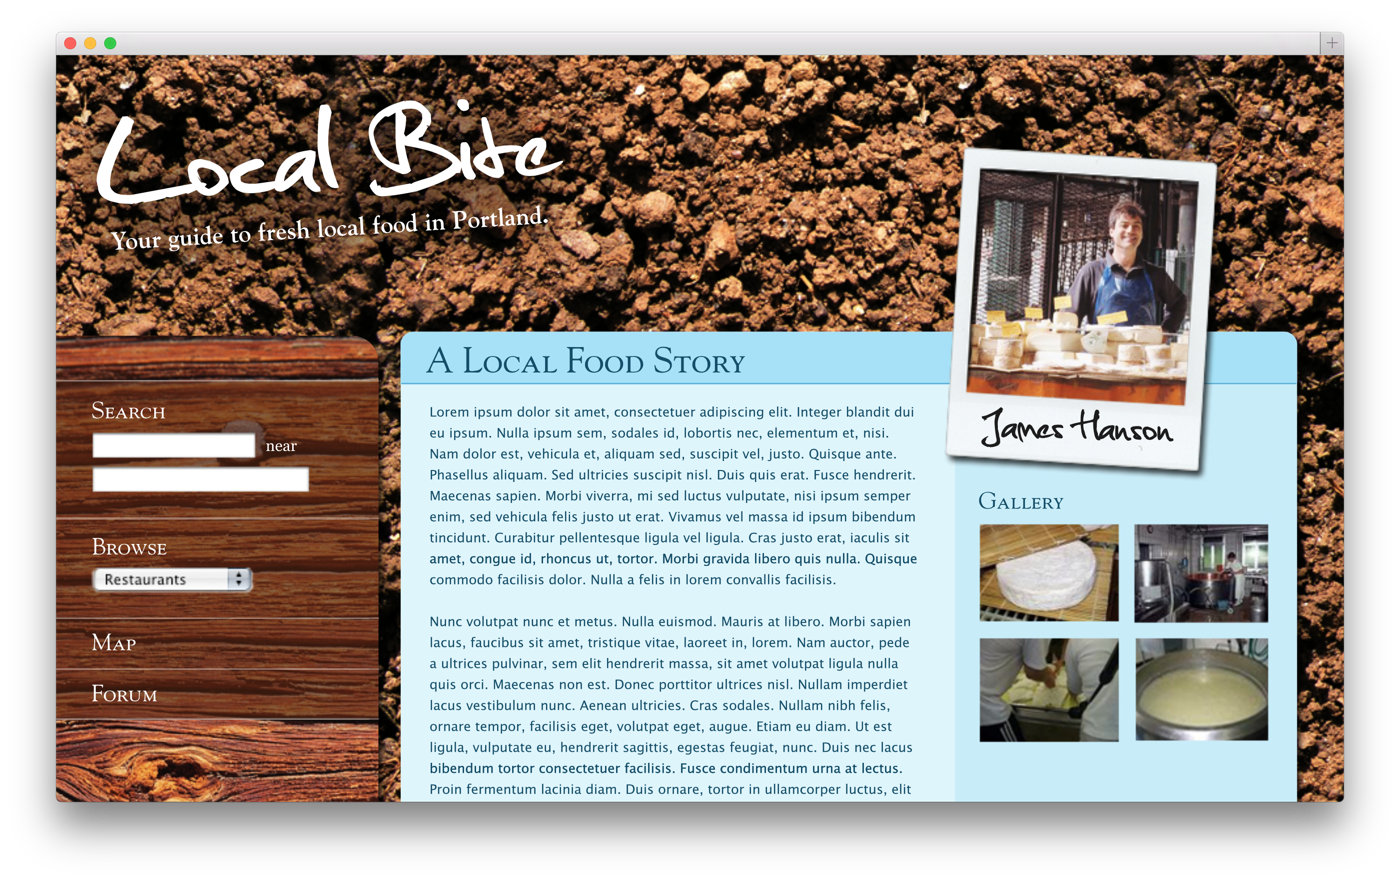 Local Bite
Your guide to fresh local food in Portland.
James Hanson
Search
near
Browse
Restaurants
Map
Forum
A Local Food Story
Lorem ipsum dolor sit amet, consectetuer adipiscing elit. Integer blandit dui
eu ipsum. Nulla ipsum sem, sodales id, lobortis nec, elementum et, nisi.
Nam dolor est, vehicula et, aliquam sed, suscipit vel, justo. Quisque ante.
Phasellus aliquam. Sed ultricies suscipit nisl. Duis quis erat. Fusce hendrerit.
Maecenas sapien. Morbi viverra, mi sed luctus vulputate, nisi ipsum semper
enim, sed vehicula felis justo ut erat. Vivamus vel massa id ipsum bibendum
tincidunt. Curabitur pellentesque ligula vel ligula. Cras justo erat, iaculis sit
amet, congue id, rhoncus ut, tortor. Morbi gravida libero quis nulla. Quisque
commodo facilisis dolor. Nulla a felis in lorem convallis facilisis.
Nunc volutpat nunc et metus. Nulla euismod. Mauris at libero. Morbi sapien
lacus, faucibus sit amet, tristique vitae, laoreet in, lorem. Nam auctor, pede
a ultrices pulvinar, sem elit hendrerit massa, sit amet volutpat ligula nulla
quis orci. Maecenas non est. Donec porttitor ultrices nisl. Nullam imperdiet
lacus vestibulum nunc. Aenean ultricies. Cras sodales. Nullam nibh felis,
ornare tempor, facilisis eget, volutpat eget, augue. Etiam eu diam. Ut est
ligula, vulputate eu, hendrerit sagittis, egestas feugiat, nunc. Duis nec lacus
bibendum tortor consectetuer facilisis. Fusce condimentum urna at lectus.
Proin fermentum lacinia diam. Duis ornare, tortor in ullamcorper luctus, elit
Gallery